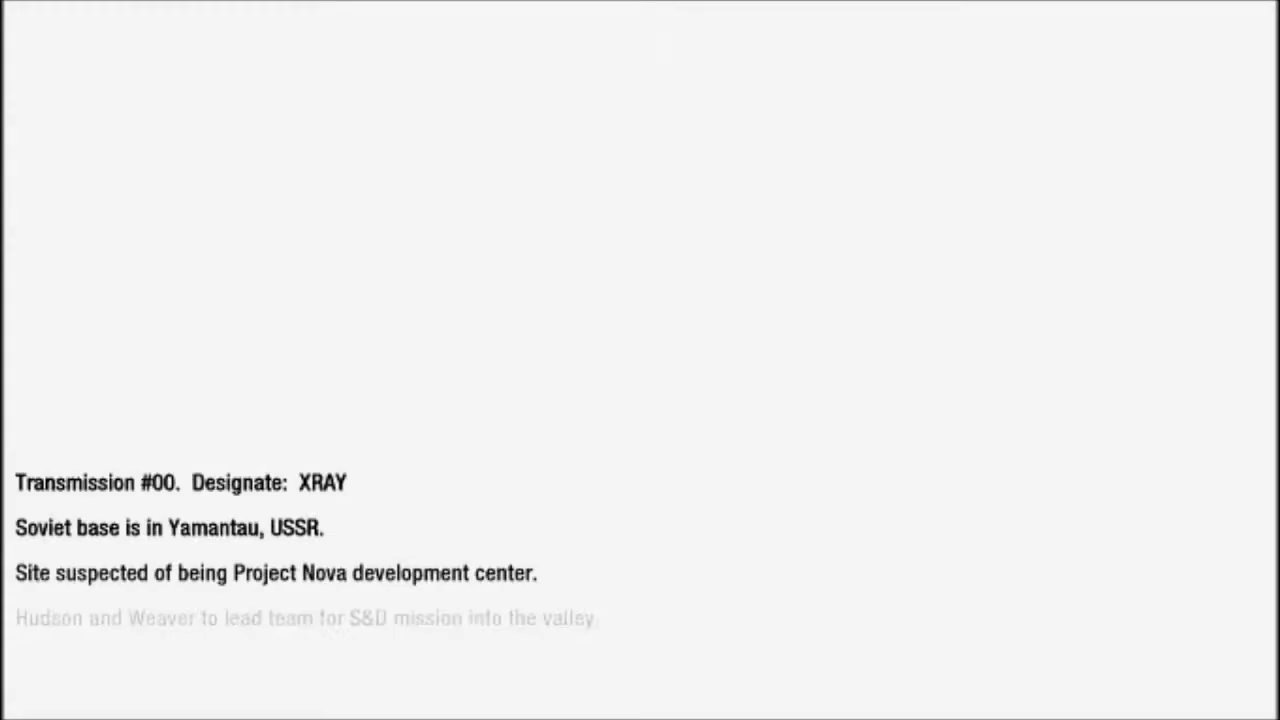 Transmission #00.  Designate:  XRAY
Soviet base is in Yamantau, USSR.
Site suspected of being Project Nova development center.
Hudson and Weaver to lead team for S&D mission into the valley